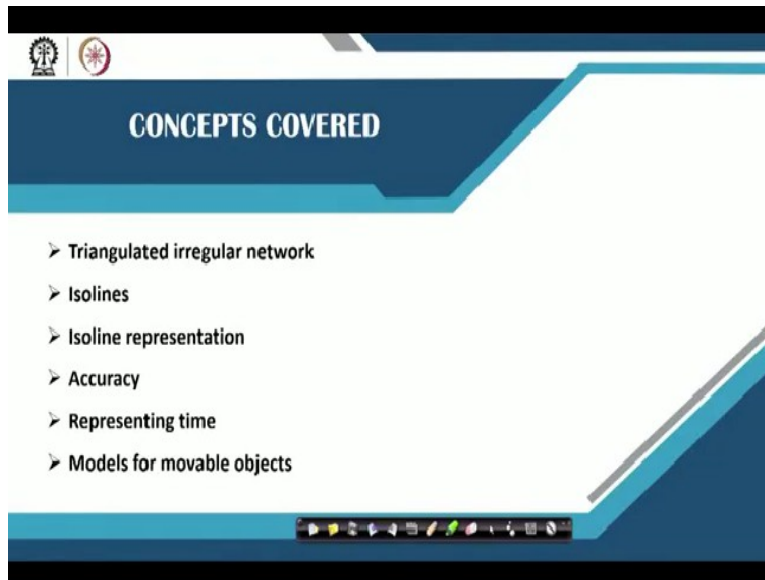 CONCEPTS COVERED
➢ Triangulated irregular network
➢ Isolines
➢ Isoline representation
➢ Accuracy
➢ Representing time
➢ Models for movable objects